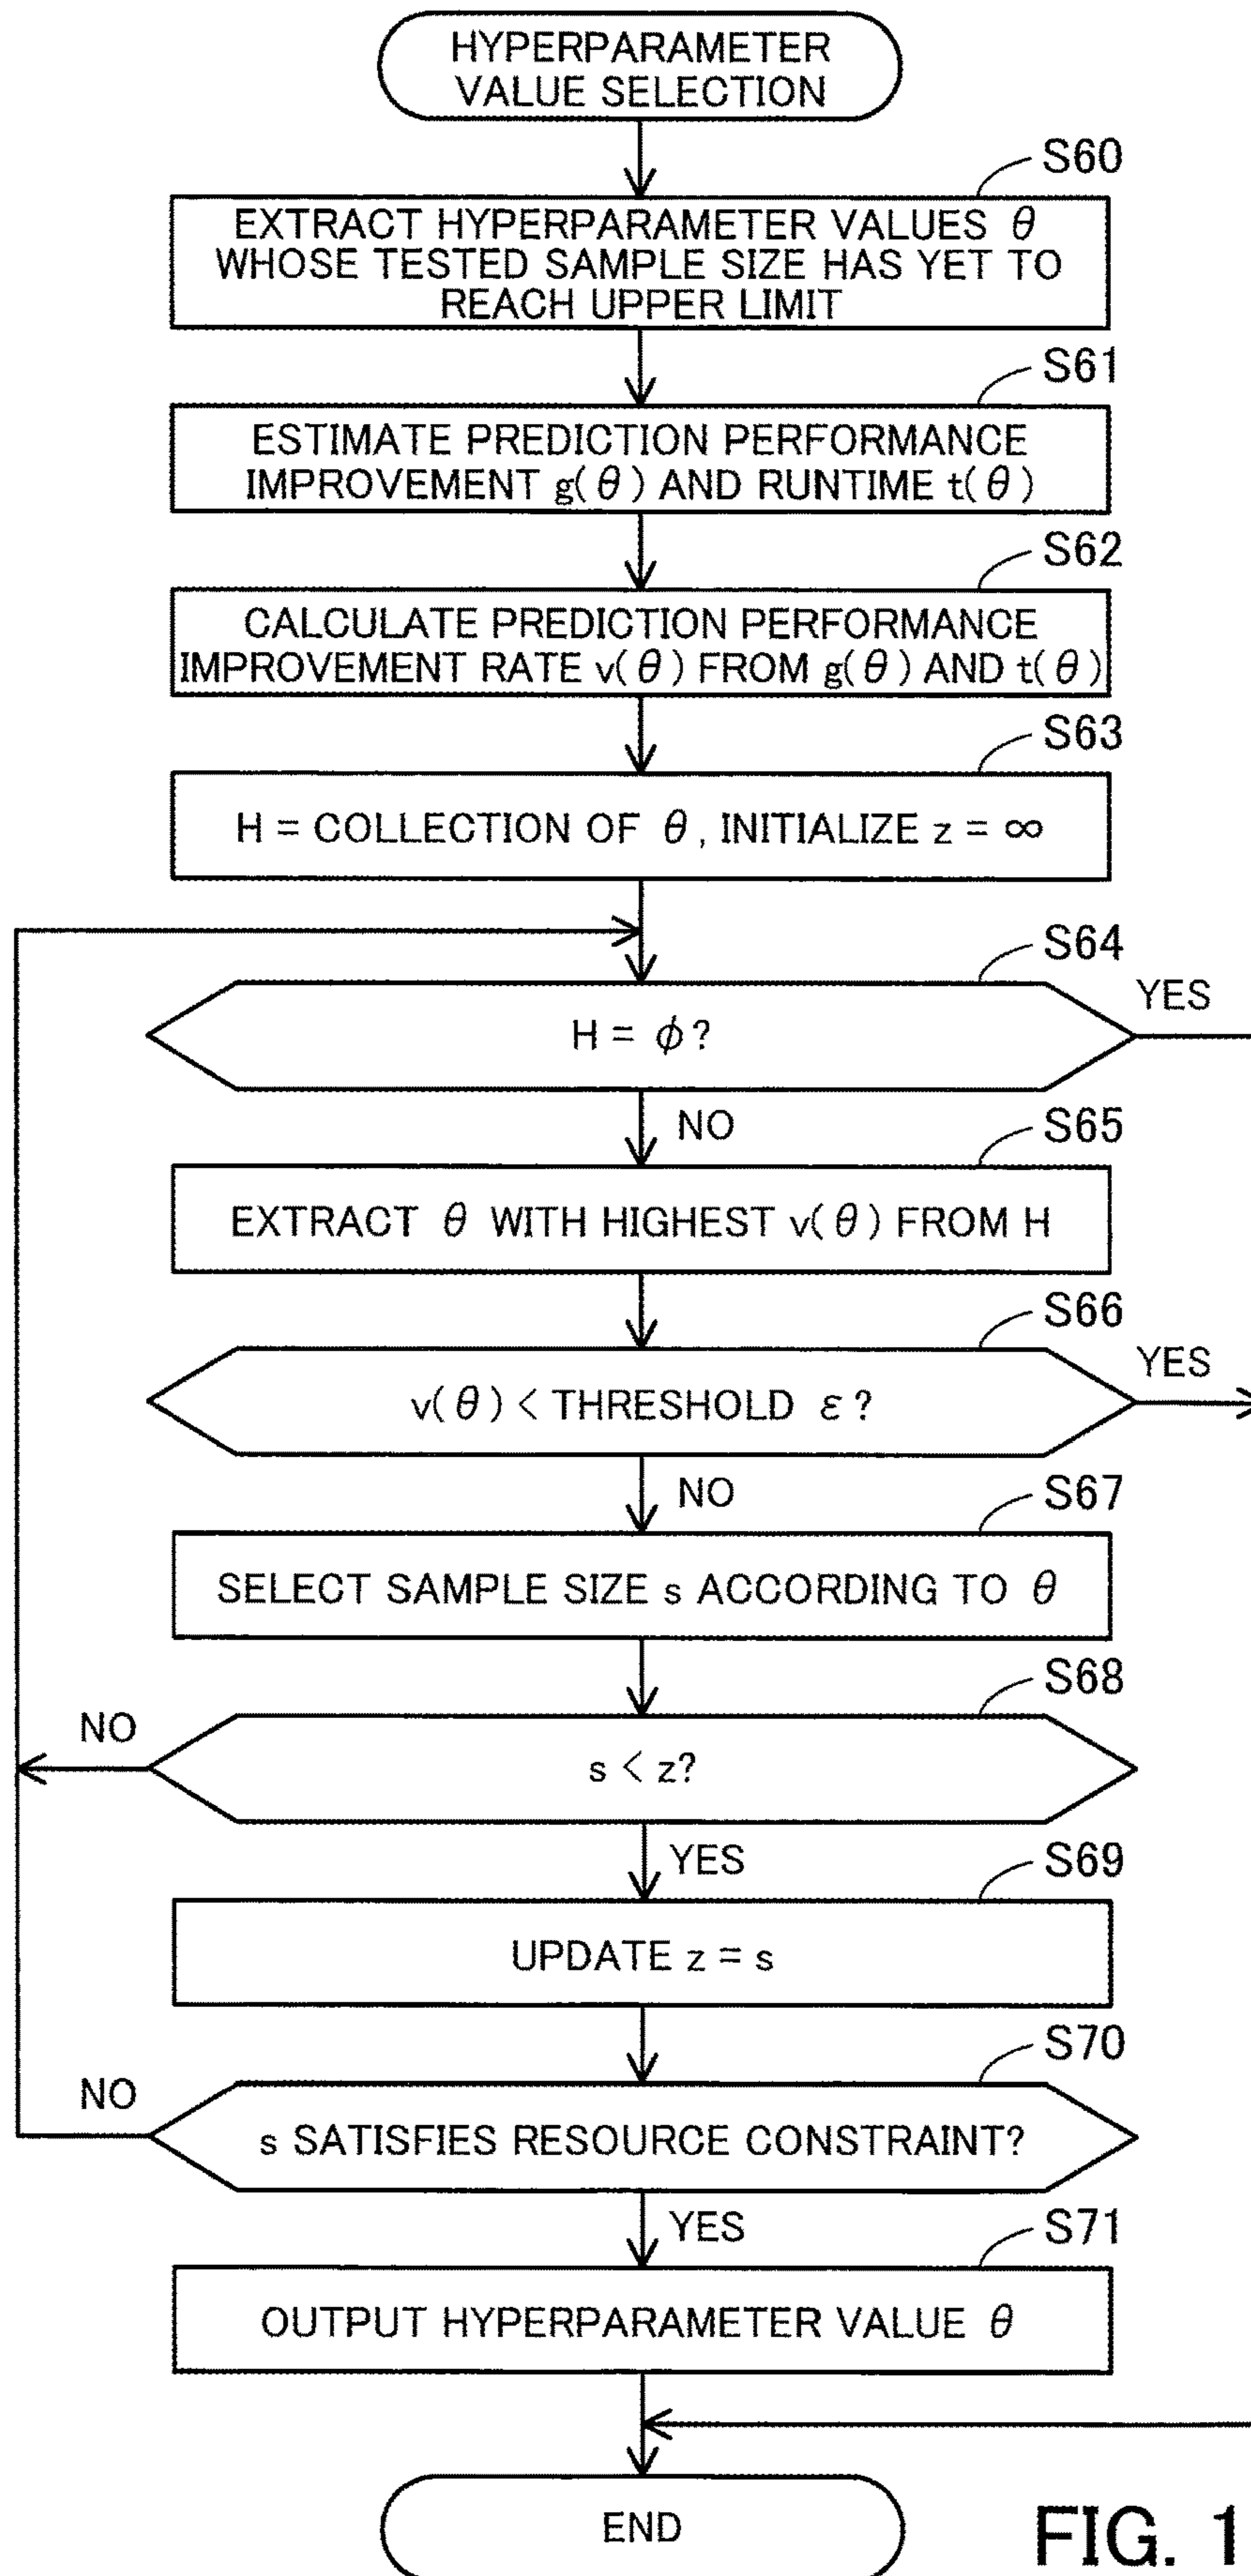 HYPERPARAMETER
VALUE SELECTION
S60
EXTRACT HYPERPARAMETER VALUES θ
WHOSE TESTED SAMPLE SIZE HAS YET TO
REACH UPPER LIMIT
S61
ESTIMATE PREDICTION PERFORMANCE
IMPROVEMENT g(θ) AND RUNTIME t(θ)
S62
CALCULATE PREDICTION PERFORMANCE
IMPROVEMENT RATE v(θ) FROM g(θ) AND t(θ)
S63
H = COLLECTION OF θ, INITIALIZE z = ∞
S64
H = φ?
YES
NO
S65
EXTRACT θ WITH HIGHEST v(θ) FROM H
S66
v(θ) < THRESHOLD ε?
YES
NO
S67
SELECT SAMPLE SIZE s ACCORDING TO θ
S68
s < z?
NO
YES
S69
UPDATE z = s
S70
s SATISFIES RESOURCE CONSTRAINT?
NO
YES
S71
OUTPUT HYPERPARAMETER VALUE θ
END
FIG. 1